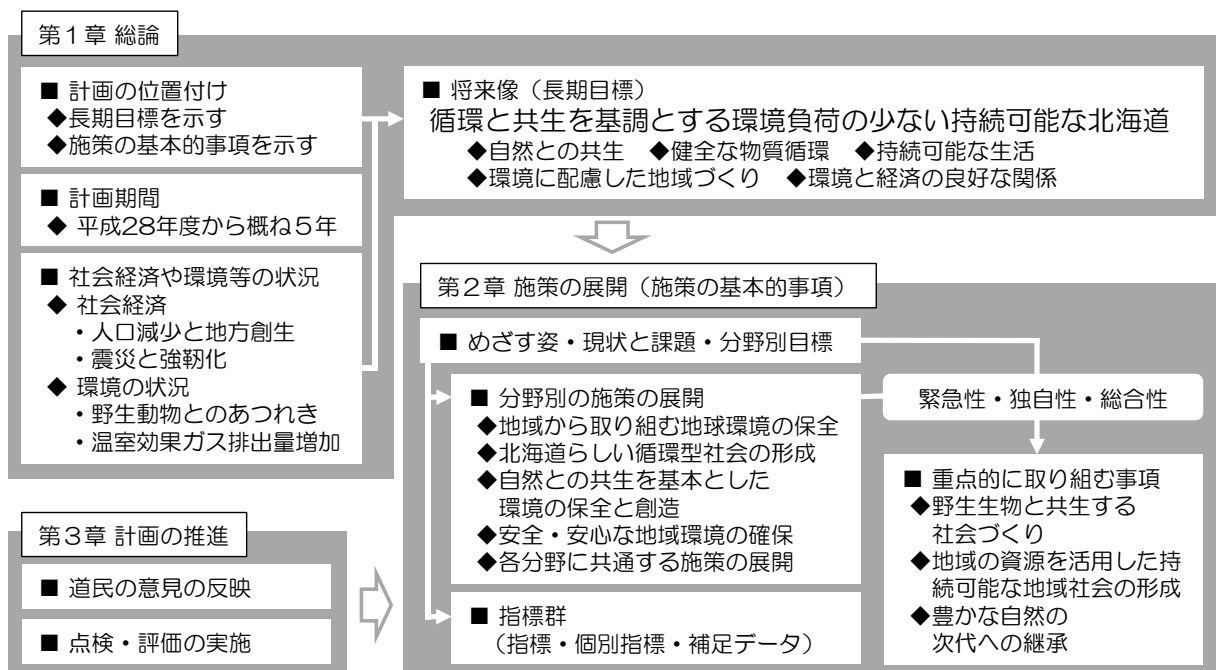 第１章 総論
■ 計画の位置付け
◆長期目標を示す
◆施策の基本的事項を示す
■ 計画期間
◆ 平成28年度から概ね５年
■ 社会経済や環境等の状況
◆ 社会経済
・人口減少と地方創生
・震災と強靭化
◆ 環境の状況
・野生動物とのあつれき
・温室効果ガス排出量増加
■ 将来像（長期目標）
循環と共生を基調とする環境負荷の少ない持続可能な北海道
◆自然との共生 ◆健全な物質循環 ◆持続可能な生活
◆環境に配慮した地域づくり ◆環境と経済の良好な関係
第２章 施策の展開（施策の基本的事項）
■ めざす姿・現状と課題・分野別目標
■ 分野別の施策の展開
◆地域から取り組む地球環境の保全
◆北海道らしい循環型社会の形成
◆自然との共生を基本とした
環境の保全と創造
◆安全・安心な地域環境の確保
◆各分野に共通する施策の展開
■ 指標群
（指標・個別指標・補足データ）
緊急性・独自性・総合性
■ 重点的に取り組む事項
◆野生生物と共生する
社会づくり
◆地域の資源を活用した持
続可能な地域社会の形成
◆豊かな自然の
次代への継承
第３章 計画の推進
■ 道民の意見の反映
■ 点検・評価の実施